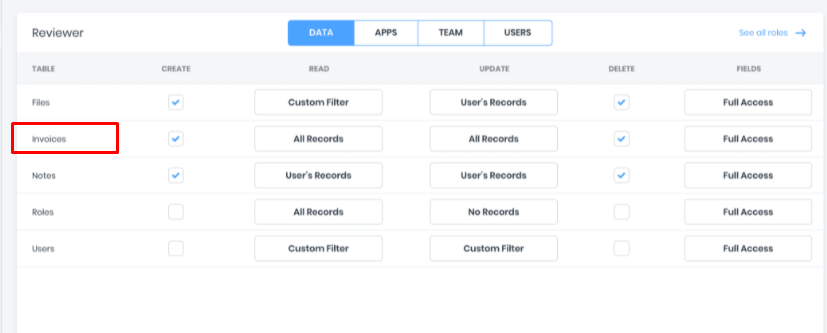 Reviewer DATA APPS TEAM USERS See all roles →
TABLE CREATE READ UPDATE DELETE FIELDS
Files Custom Filter User's Records Full Access
Invoices All Records All Records Full Access
Notes User's Records User's Records Full Access
Roles All Records No Records Full Access
Users Custom Filter Custom Filter Full Access